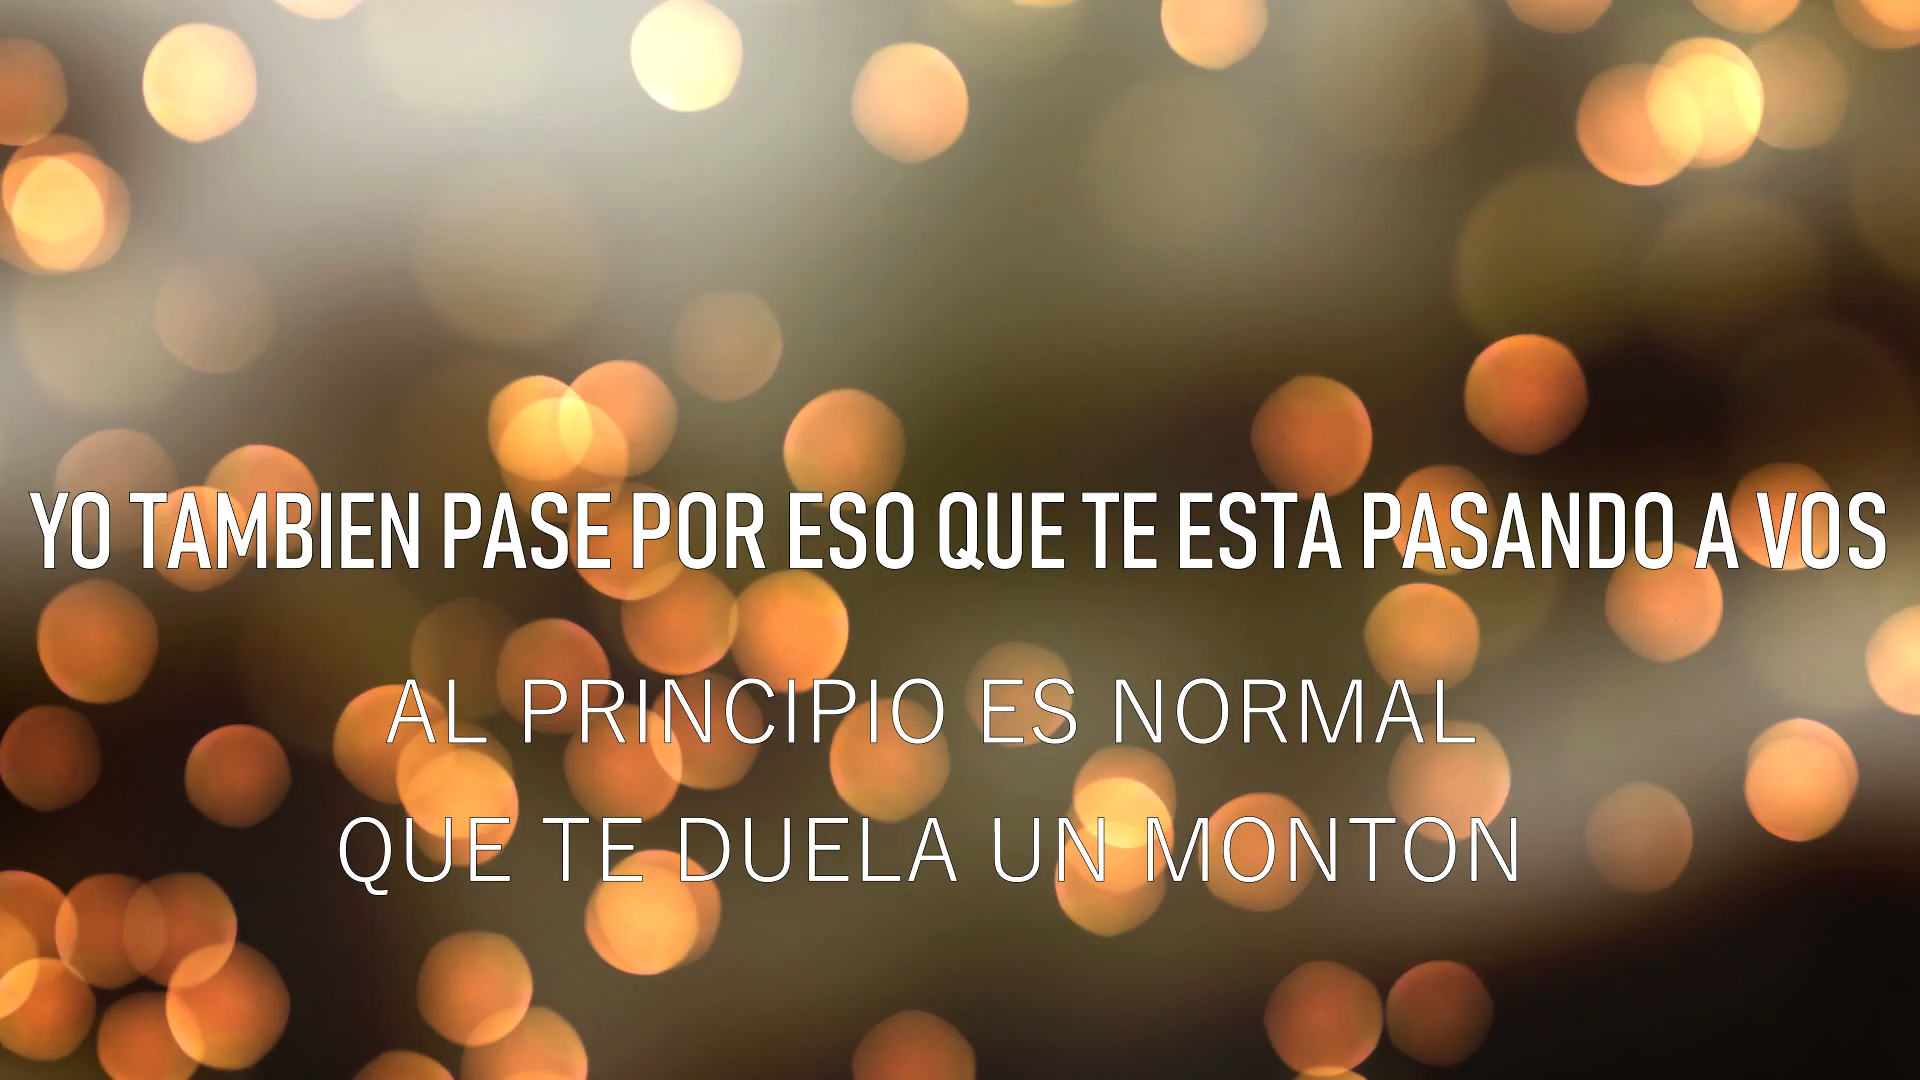 YO TAMBIEN PASE POR ESO QUE TE ESTA PASANDO A VOS
AL PRINCIPIO ES NORMAL
QUE TE DUELA UN MONTON